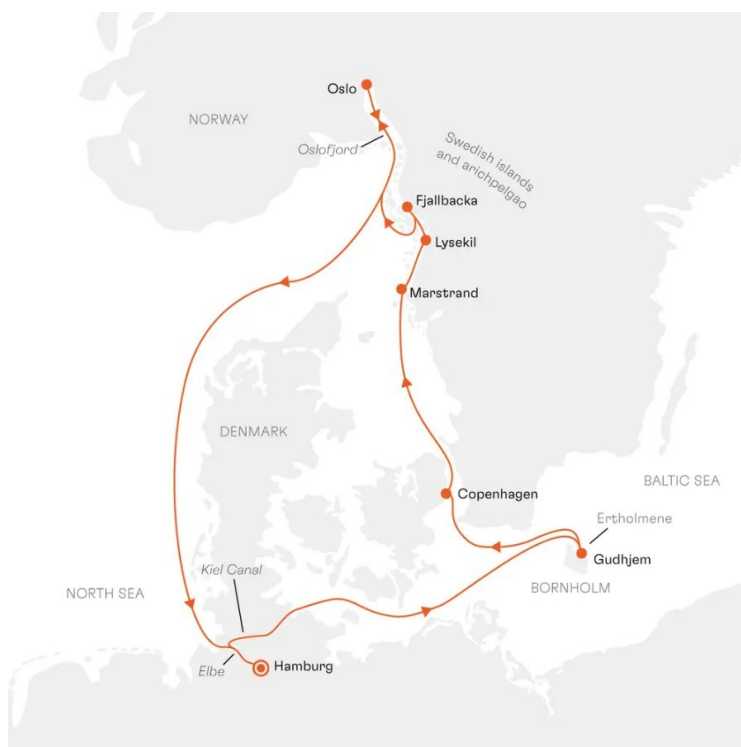 Oslo
NORWAY
Oslofjord
Swedish islands
and arichpelgao
Fjallbacka
Lysekil
Marstrand
DENMARK
BALTIC SEA
Copenhagen
Ertholmene
Gudhjem
Kiel Canal
BORNHOLM
NORTH SEA
Elbe
Hamburg